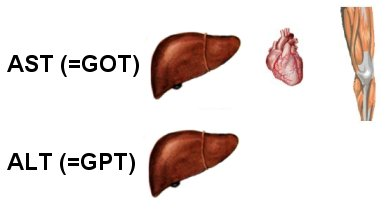 AST (=GOT)
ALT (=GPT)